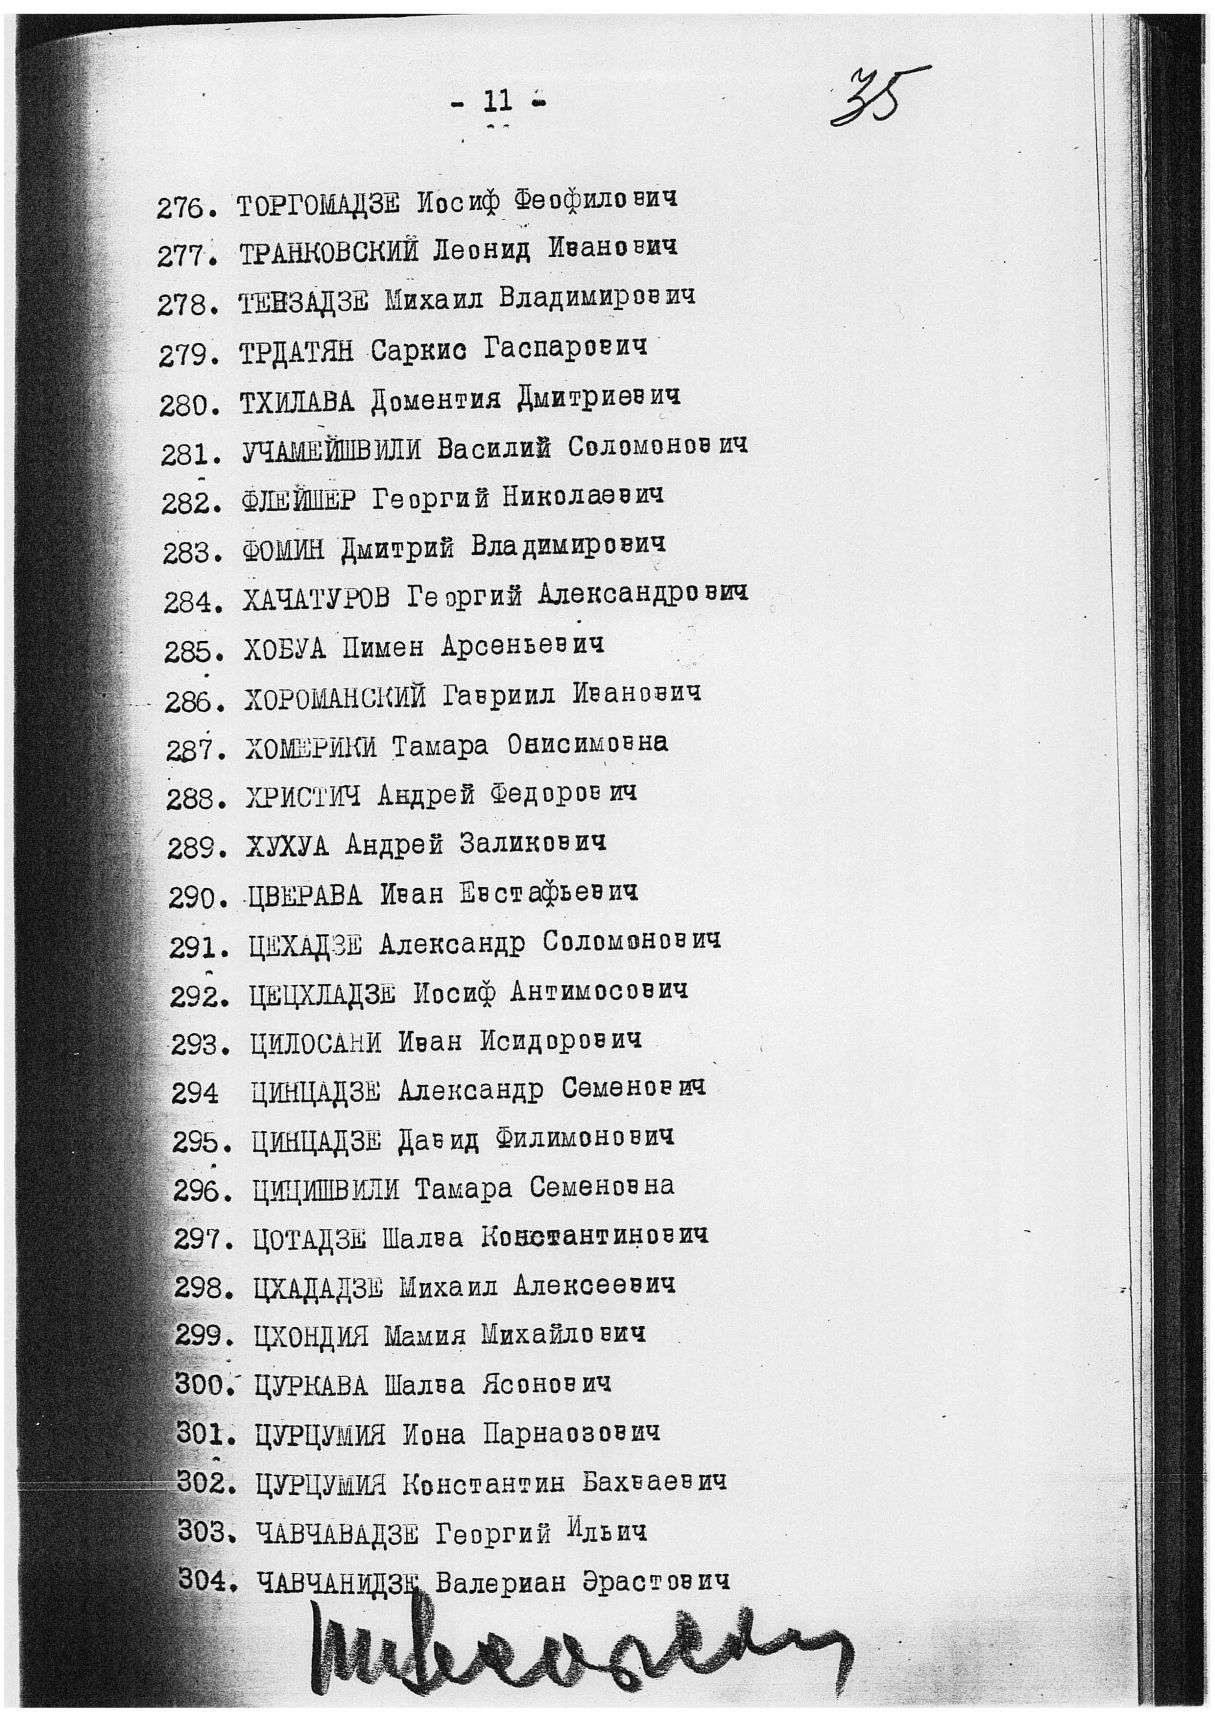 - 11 -
35
276. ТОРГОМАДЗЕ Иосиф Феофилович
277. ТРАНКОВСКИЙ Леонид Иванович
278. ТЕВЗАДЗЕ Михаил Владимирович
279. ТРДАТЯН Саркис Гаспарович
280. ТХИЛАВА Доментия Дмитриевич
281. УЧАМЕЙШВИЛИ Василий Соломонович
282. ФЛЕЙШЕР Георгий Николаевич
283. ФОМИН Дмитрий Владимирович
284. ХАЧАТУРОВ Георгий Александрович
285. ХОБУА Пимен Арсеньевич
286. ХОРОМАНСКИЙ Гавриил Иванович
287. ХОМЕРИКИ Тамара Онисимовна
288. ХРИСТИЧ Андрей Федорович
289. ХУХУА Андрей Заликович
290. ЦВЕРАВА Иван Евстафьевич
291. ЦЕХАДЗЕ Александр Соломонович
292. ЦЕЦХЛАДЗЕ Иосиф Антимосович
293. ЦИЛОСАНИ Иван Исидорович
294 ЦИНЦАДЗЕ Александр Семенович
295. ЦИНЦАДЗЕ Давид Филимонович
296. ЦИЦИШВИЛИ Тамара Семеновна
297. ЦОТАДЗЕ Шалва Константинович
298. ЦХАДАДЗЕ Михаил Алексеевич
299. ЦХОНДИЯ Мамия Михайлович
300. ЦУРКАВА Шалва Ясонович
301. ЦУРЦУМИЯ Иона Парнаозович
302. ЦУРЦУМИЯ Константин Бахваевич
303. ЧАВЧАВАДЗЕ Георгий Ильич
304. ЧАВЧАНИДЗЕ Валериан Эрастович